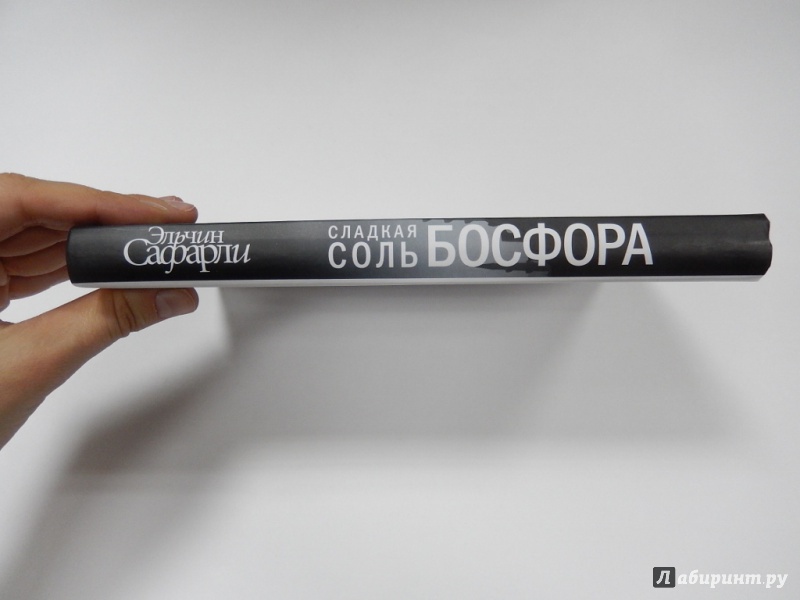 Эльчин
Сафарли
СЛАДКАЯ
СОЛЬ
БОСФОРА
Лабиринт.ру